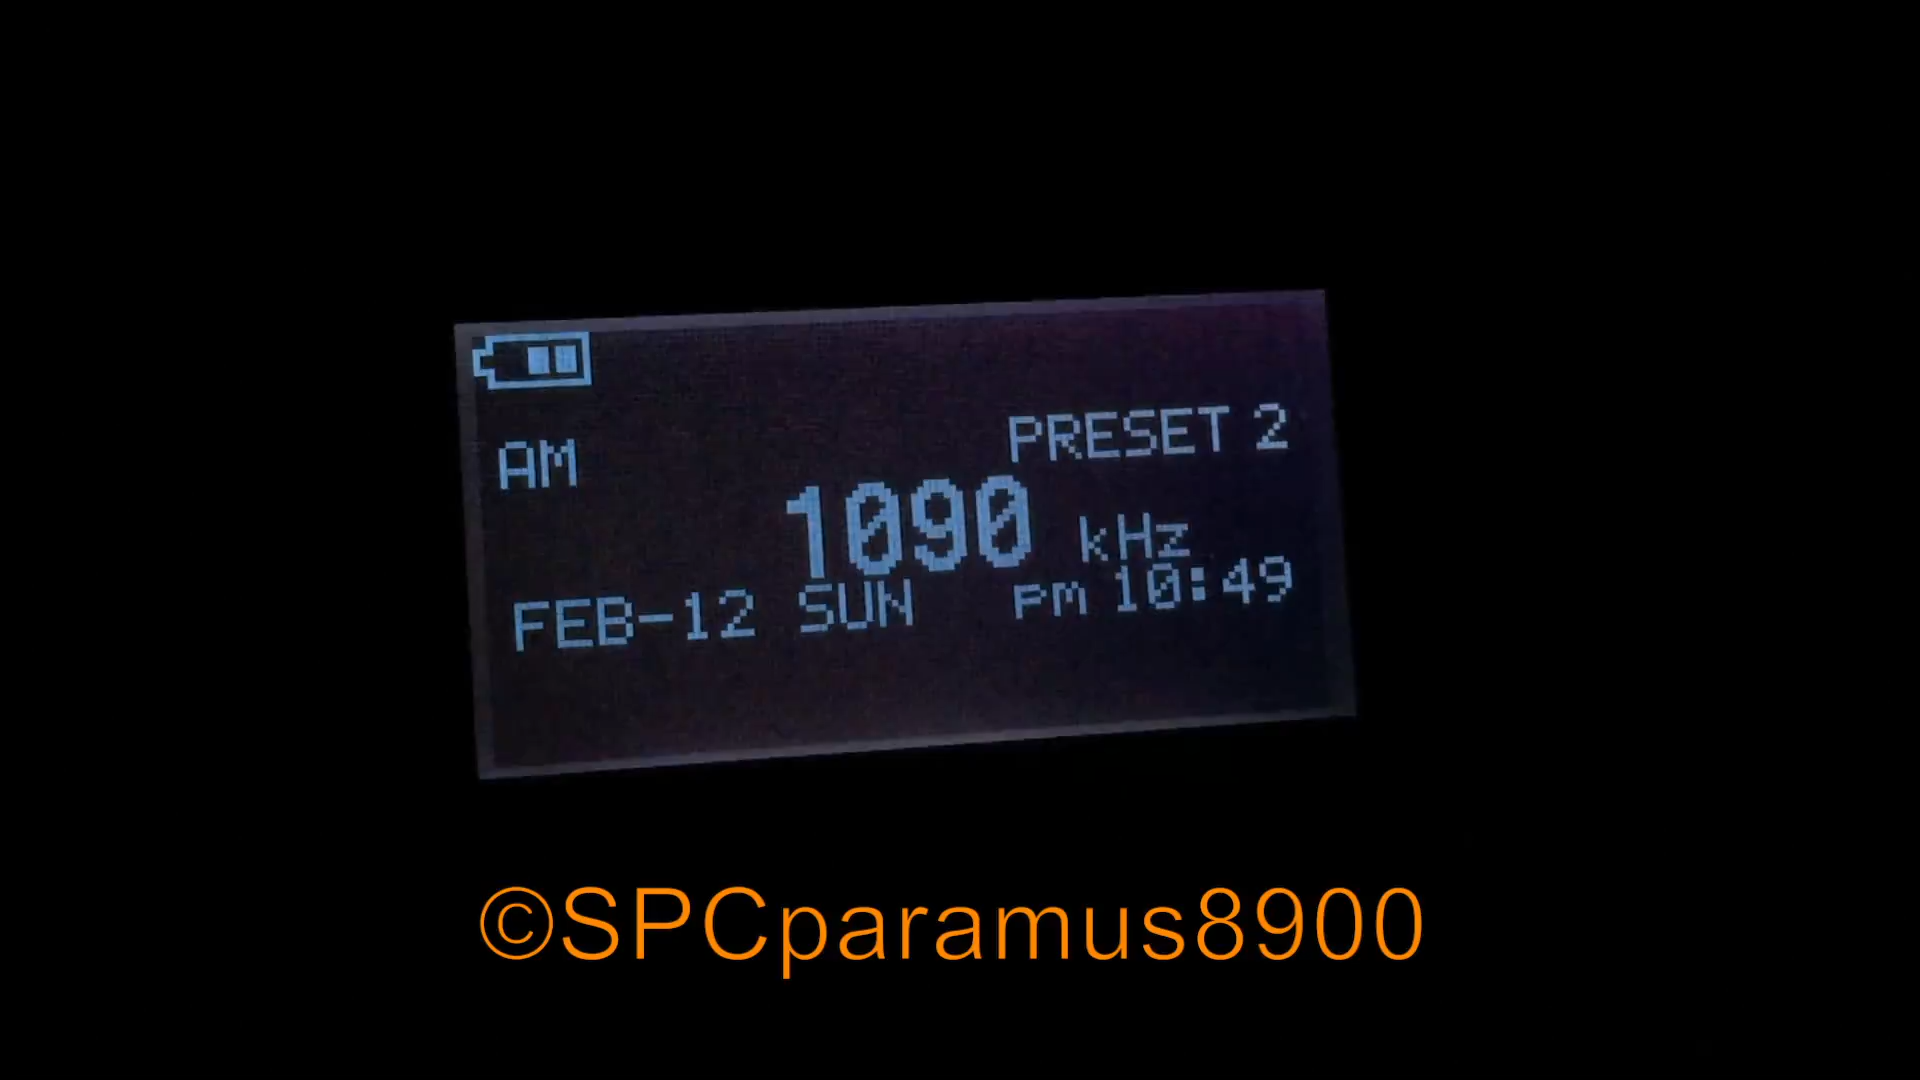 AM
PRESET 2
1090 kHz
FEB-12 SUN PM 10:49
©SPCparamus8900